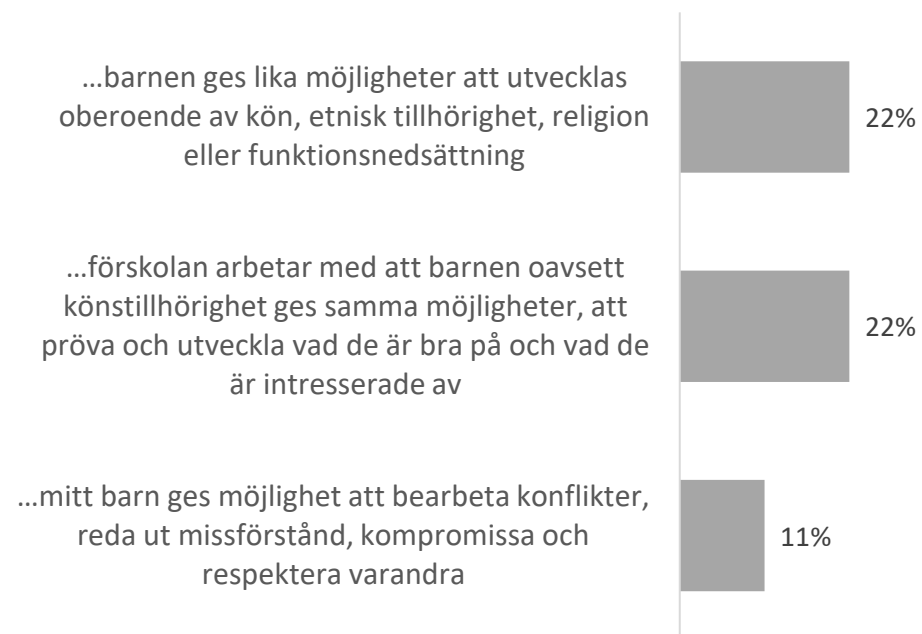 …barnen ges lika möjligheter att utvecklas
oberoende av kön, etnisk tillhörighet, religion
eller funktionsnedsättning
22%
…förskolan arbetar med att barnen oavsett
könstillhörighet ges samma möjligheter, att
pröva och utveckla vad de är bra på och vad de
är intresserade av
22%
…mitt barn ges möjlighet att bearbeta konflikter,
reda ut missförstånd, kompromissa och
respektera varandra
11%